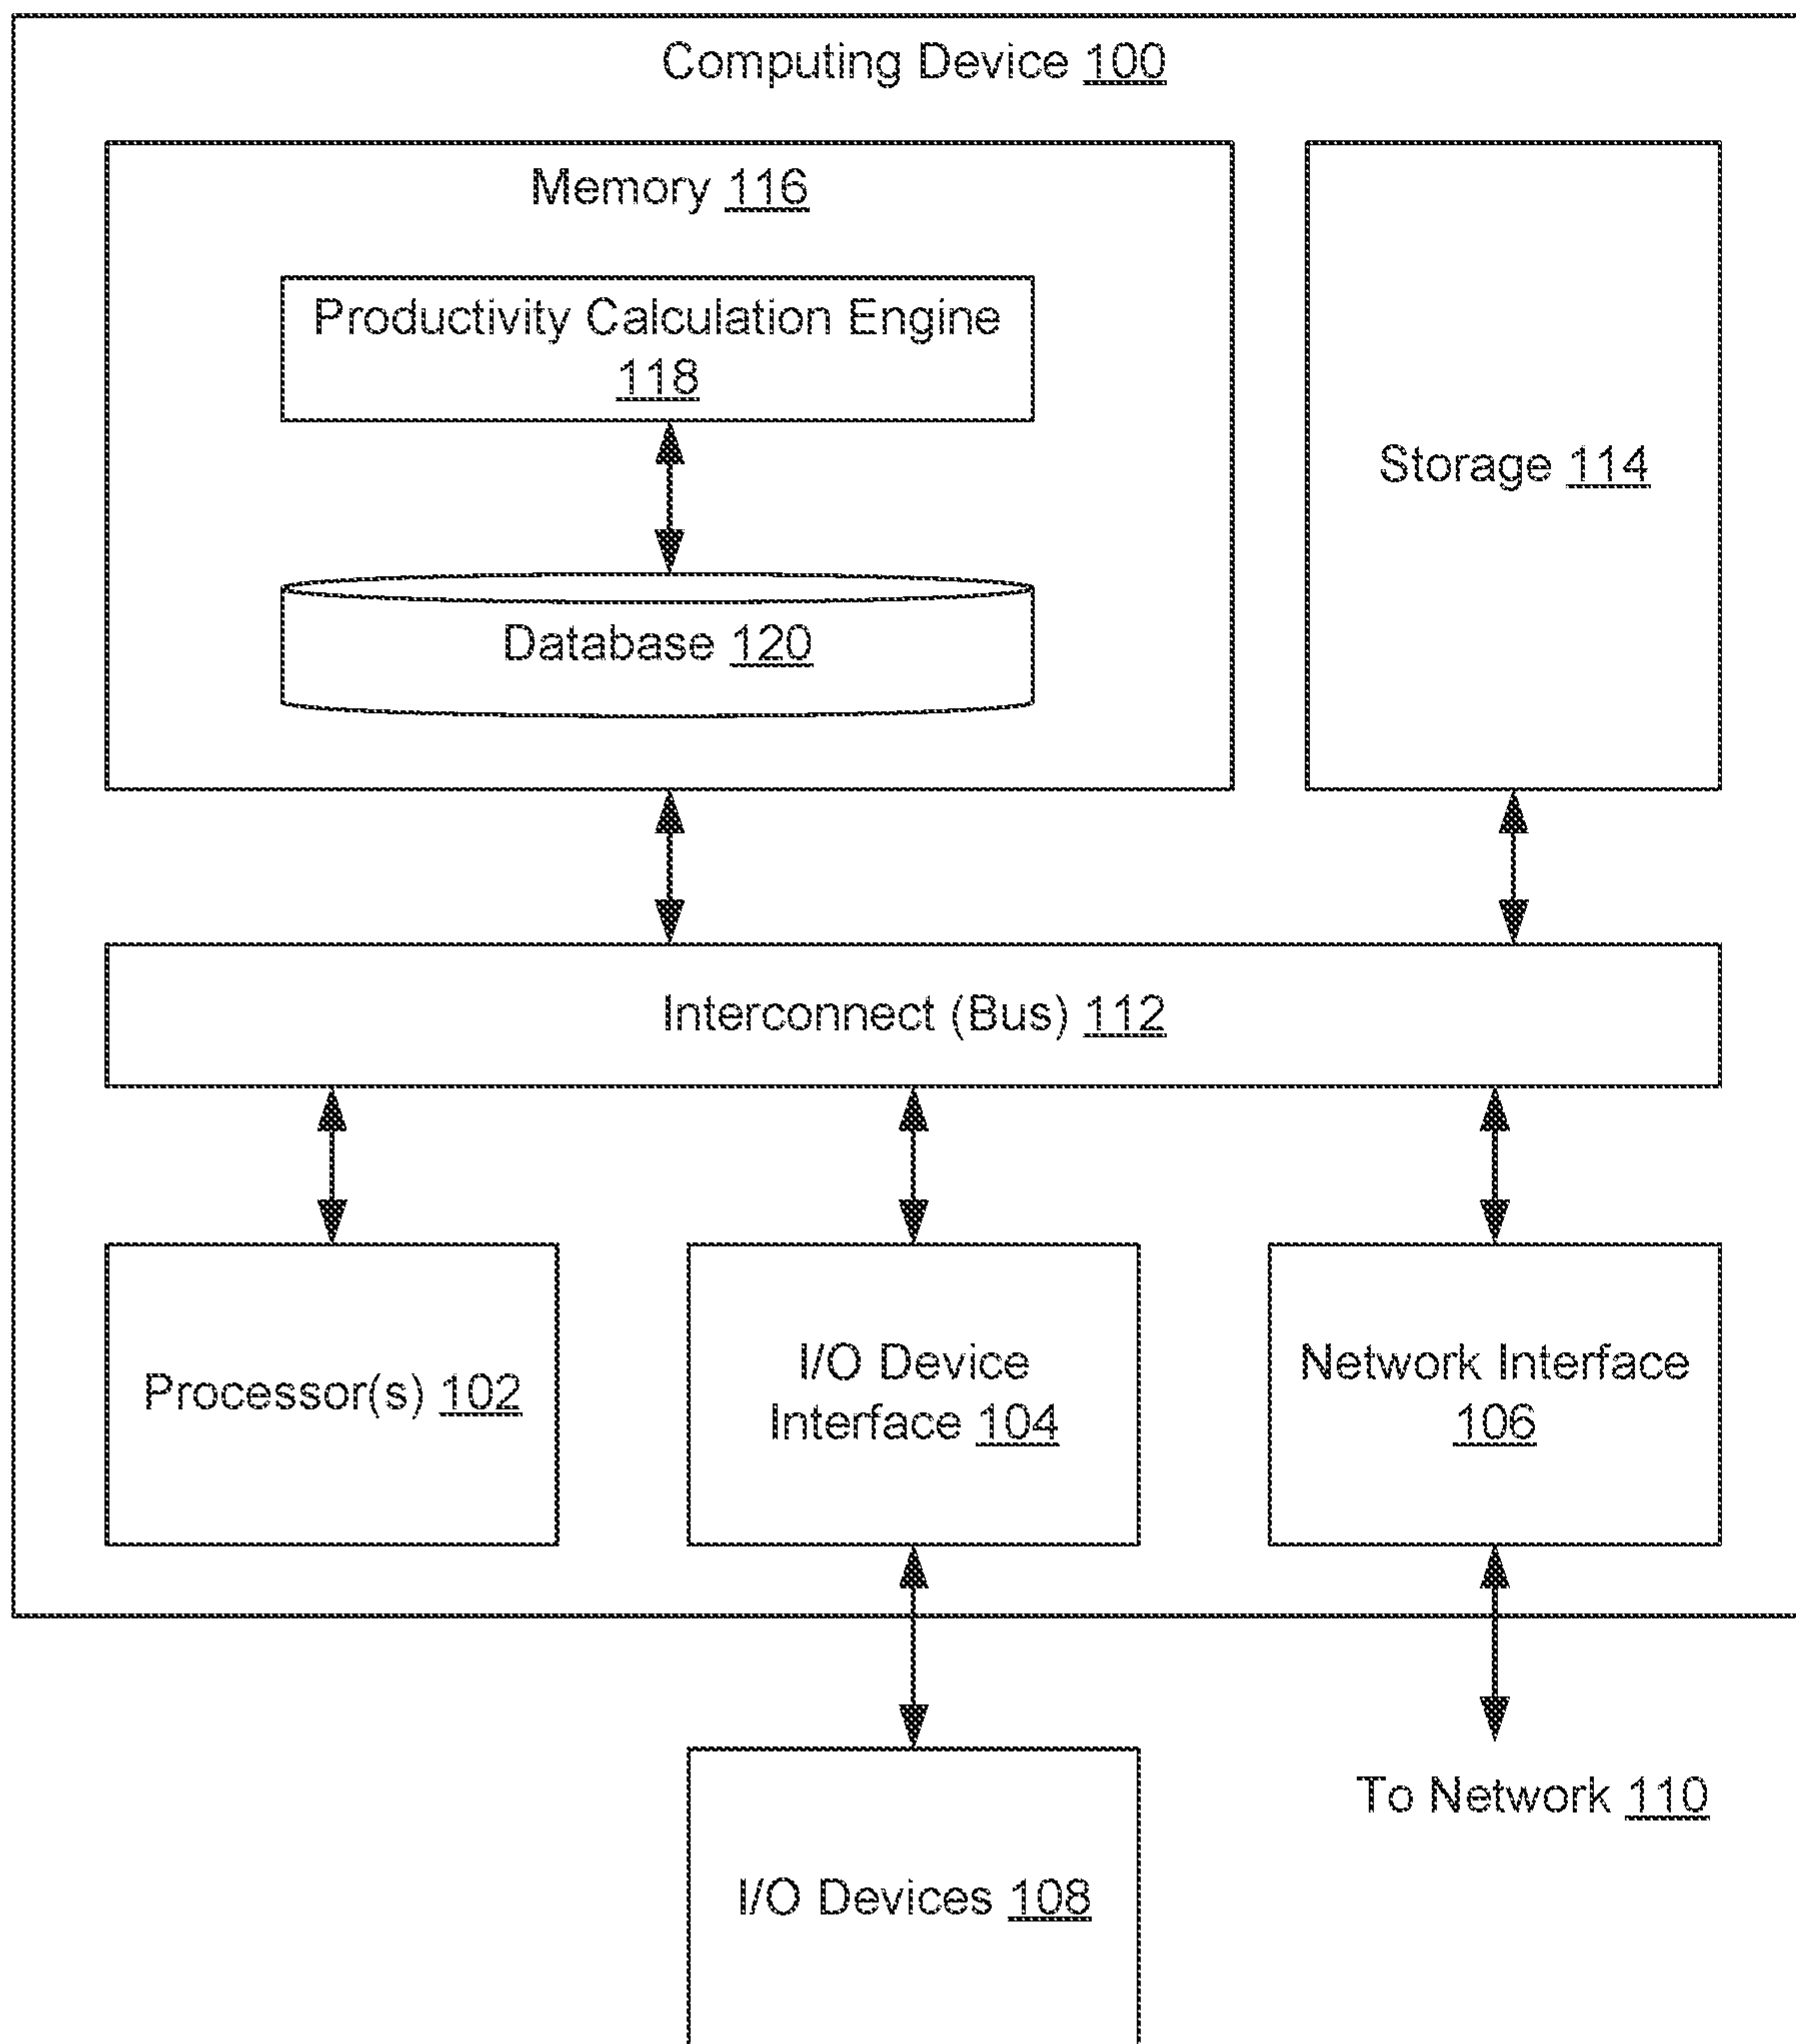 Computing Device 100
Memory 116
Productivity Calculation Engine
118
Storage 114
Database 120
Interconnect (Bus) 112
Processor(s) 102
I/O Device
Interface 104
Network Interface
106
To Network 110
I/O Devices 108